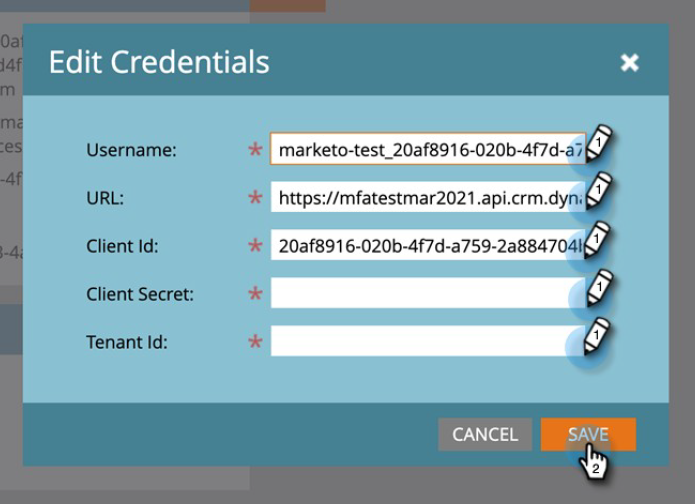 Edit Credentials
Username: * marketo-test_20af8916-020b-4f7d-a7 1
URL: * https://mfatestmar2021.api.crm.dyn 1
Client Id: * 20af8916-020b-4f7d-a759-2a884704 1
Client Secret: * 1
Tenant Id: * 1
CANCEL SAVE
2